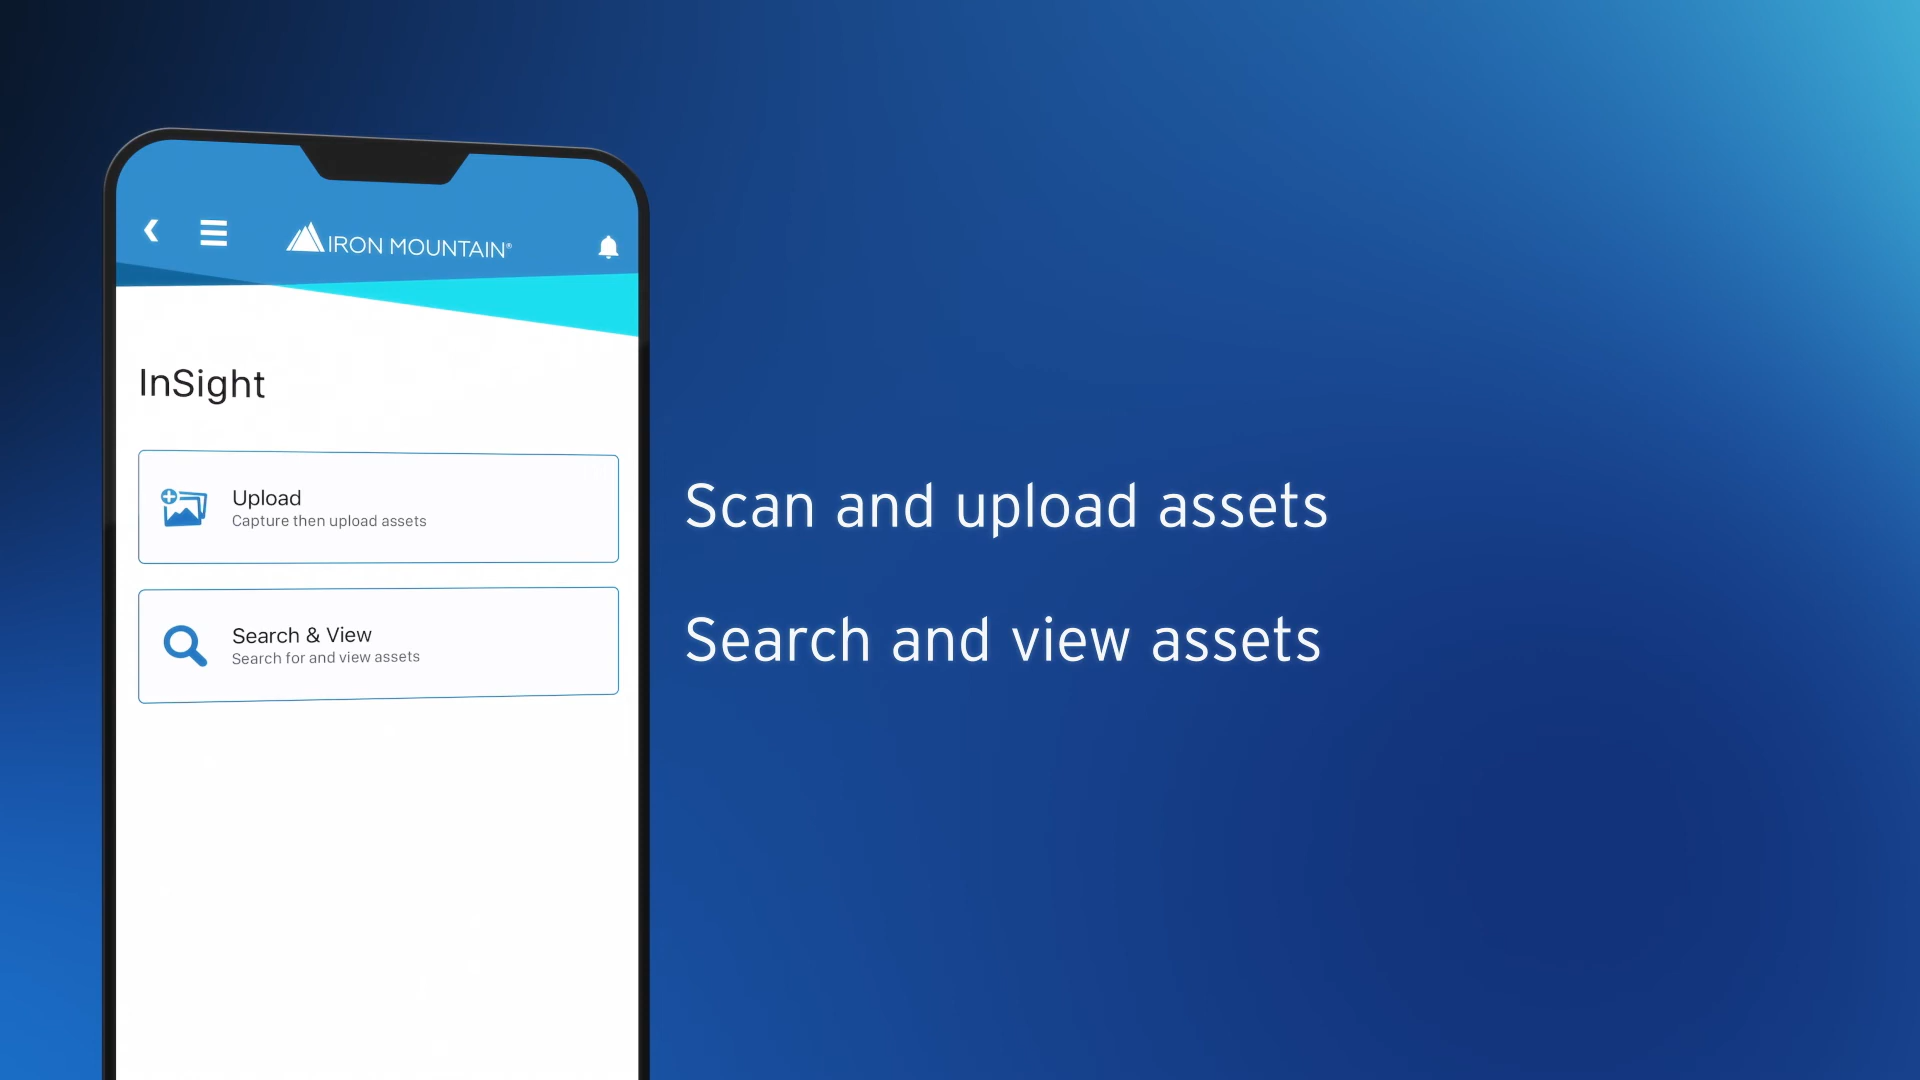 IRON MOUNTAIN®
InSight
Upload
Capture then upload assets
Search & View
Search for and view assets
Scan and upload assets
Search and view assets